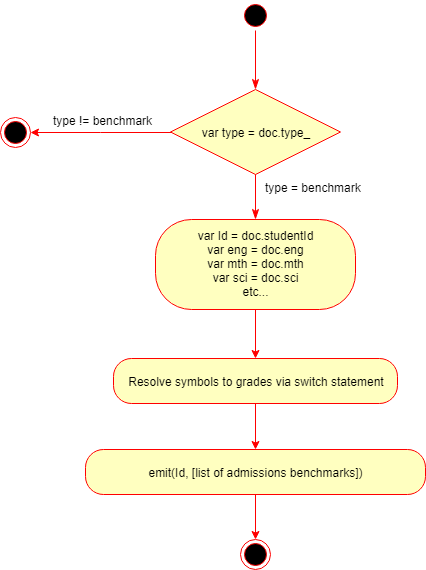 var type = doc.type_
type != benchmark
type = benchmark
var Id = doc.studentId
var eng = doc.eng
var mth = doc.mth
var sci = doc.sci
etc...
Resolve symbols to grades via switch statement
emit(Id, [list of admissions benchmarks])